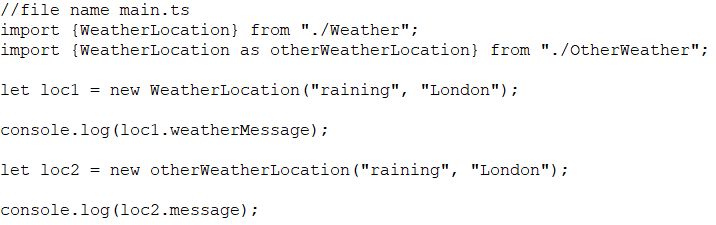 //file name main.ts
import {WeatherLocation} from "./Weather";
import {WeatherLocation as otherWeatherLocation} from "./OtherWeather";
let loc1 = new WeatherLocation("raining", "London");
console.log(loc1.weatherMessage);
let loc2 = new otherWeatherLocation("raining", "London");
console.log(loc2.message);